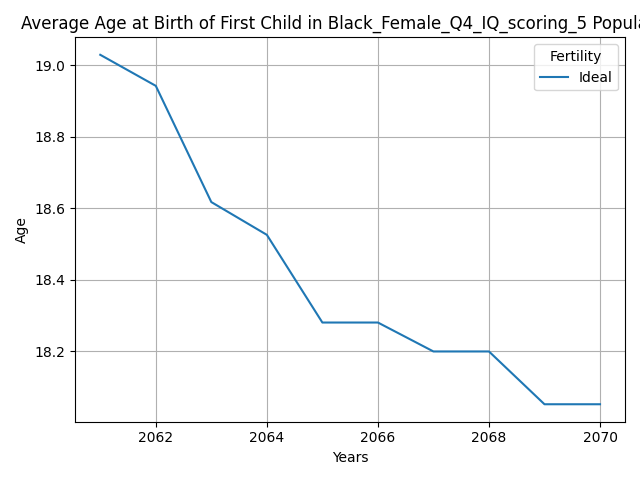 Average Age at Birth of First Child in Black_Female_Q4_IQ_scoring_5
Fertility
Ideal
19.0
18.8
18.6
18.4
18.2
Age
2062 2064 2066 2068 2070
Years